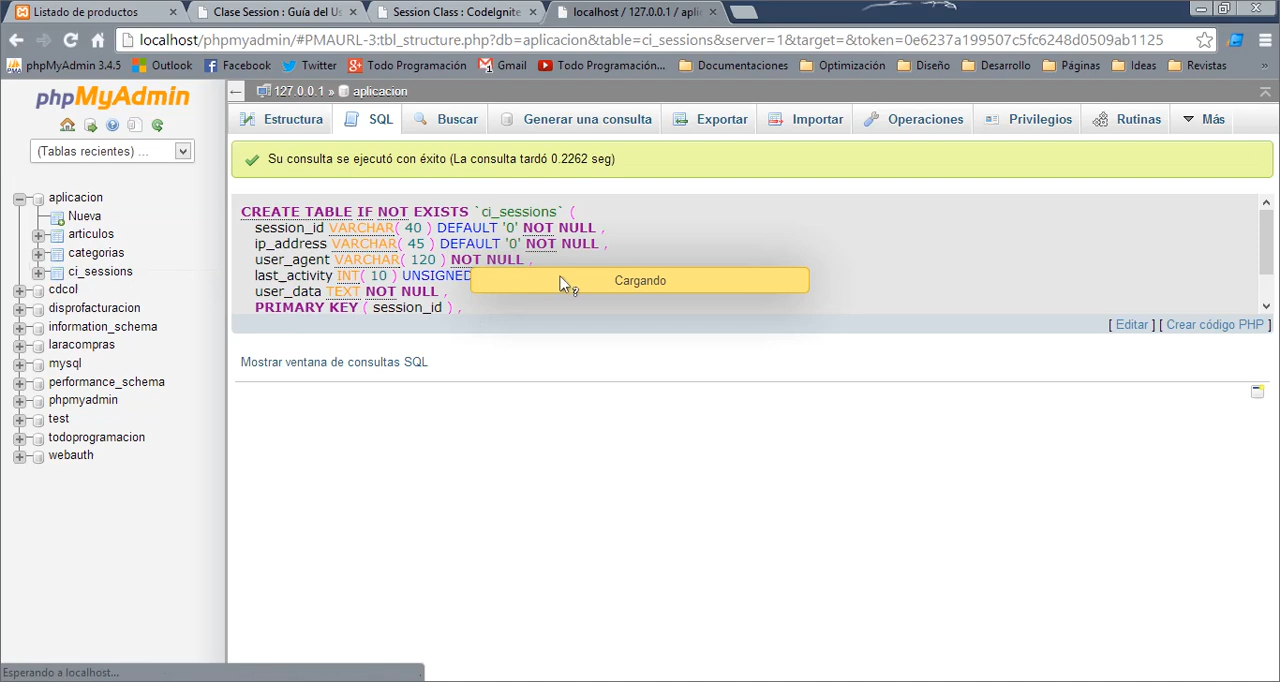 Listado de productos
Clase Session : Guía del Us
Session Class : CodeIgnite
localhost / 127.0.0.1 / apli
localhost/phpmyadmin/#PMAURL-3:tbl_structure.php?db=aplicacion&table=ci_sessions&server=1&target=&token=0e6237a199507c5fc6248d0509ab1125
phpMyAdmin 3.4.5 Outlook Facebook Twitter Todo Programación Gmail Todo Programación... Documentaciones Optimización Diseño Desarrollo Páginas Ideas Revistas »
phpMyAdmin
(Tablas recientes) ...
aplicacion
Nueva
articulos
categorias
ci_sessions
cdcol
disprofacturacion
information_schema
laracompras
mysql
performance_schema
phpmyadmin
test
todoprogramacion
webauth
127.0.0.1 » aplicacion
Estructura SQL Buscar Generar una consulta Exportar Importar Operaciones Privilegios Rutinas Más
Su consulta se ejecutó con éxito (La consulta tardó 0.2262 seg)
CREATE TABLE IF NOT EXISTS `ci_sessions` (
session_id VARCHAR( 40 ) DEFAULT '0' NOT NULL ,
ip_address VARCHAR( 45 ) DEFAULT '0' NOT NULL ,
user_agent VARCHAR( 120 ) NOT NULL ,
last_activity INT( 10 ) UNSIGNED
user_data TEXT NOT NULL ,
PRIMARY KEY ( session_id ) ,
Cargando
[ Editar ] [ Crear código PHP ]
Mostrar ventana de consultas SQL
Esperando a localhost...